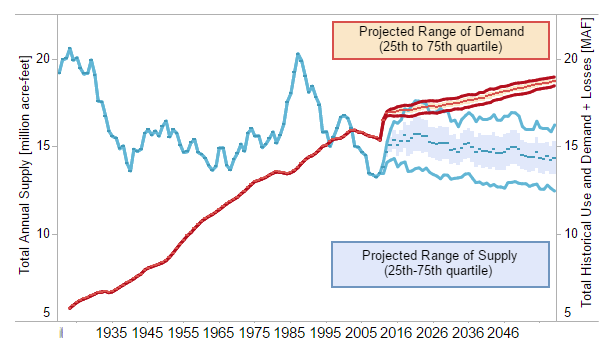 Projected Range of Demand
(25th to 75th quartile)
Total Annual Supply [million acre-feet]
20
15
10
5
20
15
10
5
Total Historical Use and Demand + Losses [MAF]
Projected Range of Supply
(25th-75th quartile)
1935 1945 1955 1965 1975 1985 1995 2005 2016 2026 2036 2046